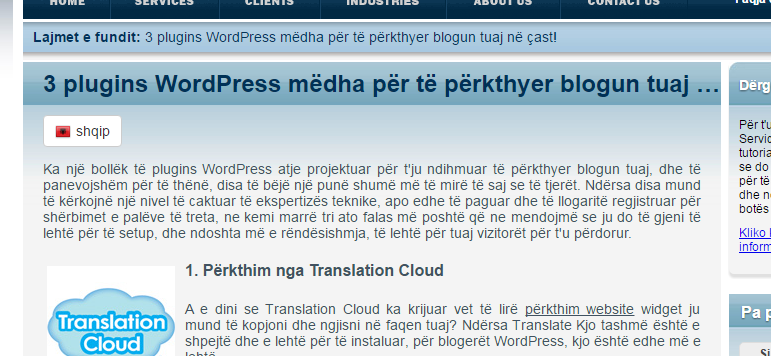 HOME SERVICES CLIENTS INDUSTRIES ABOUT US CONTACT US
Lajmet e fundit: 3 plugins WordPress mëdha për të përkthyer blogun tuaj në çast!
3 plugins WordPress mëdha për të përkthyer blogun tuaj …
shqip
Ka një bollëk të plugins WordPress atje projektuar për t'ju ndihmuar të përkthyer blogun tuaj, dhe të
panevojshëm për të thënë, disa të bëjë një punë shumë më të mirë të saj se të tjerët. Ndërsa disa mund
të kërkojnë një nivel të caktuar të ekspertizës teknike, apo edhe të paguar dhe të llogaritë regjistruar për
shërbimet e palëve të treta, ne kemi marrë tri ato falas më poshtë që ne mendojmë se ju do të gjeni të
lehtë për të setup, dhe ndoshta më e rëndësishmja, të lehtë për tuaj vizitorët për t'u përdorur.
1. Përkthim nga Translation Cloud
Translation
Cloud
A e dini se Translation Cloud ka krijuar vet të lirë përkthim website widget ju
mund të kopjoni dhe ngjisni në faqen tuaj? Ndërsa Translate Kjo tashmë është e
shpejtë dhe e lehtë për të instaluar, për blogerët WordPress, kjo është edhe më e
Dërg
Për t'u
Servic
tutoria
se do
për të
dhe n
botës
Kliko
inform
Pa p